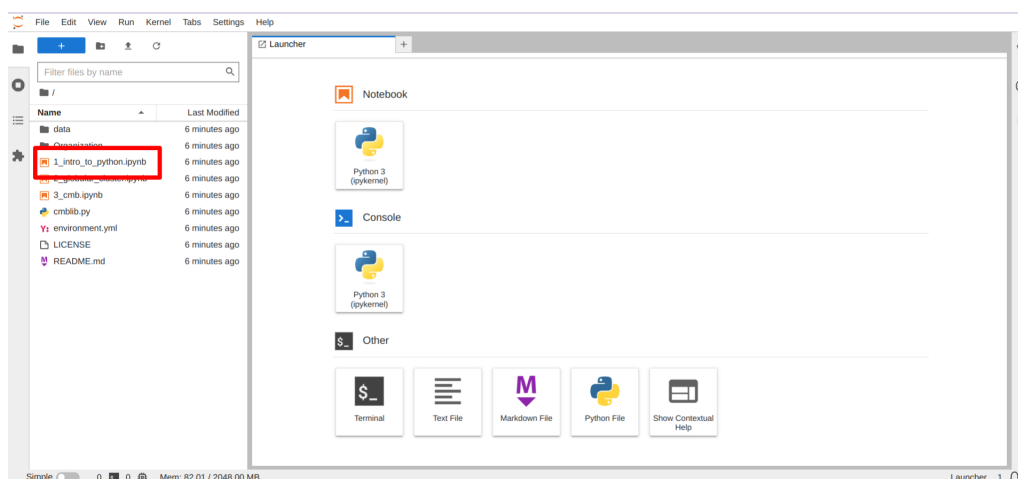 File Edit View Run Kernel Tabs Settings Help
+
Launcher
+
Filter files by name
/
Name Last Modified
data 6 minutes ago
Organization 6 minutes ago
1_intro_to_python.ipynb 6 minutes ago
2_globular_cluster.ipynb 6 minutes ago
3_cmb.ipynb 6 minutes ago
cmblib.py 6 minutes ago
Y: environment.yml 6 minutes ago
LICENSE 6 minutes ago
README.md 6 minutes ago
Notebook
Python 3
(ipykernel)
Console
Python 3
(ipykernel)
$_ Other
$_
M
Terminal
Text File
Markdown File
Python File
Show Contextual
Help
Simple 0 $_ 0 Mem: 82.01 / 2048.00 MB
Launcher 1